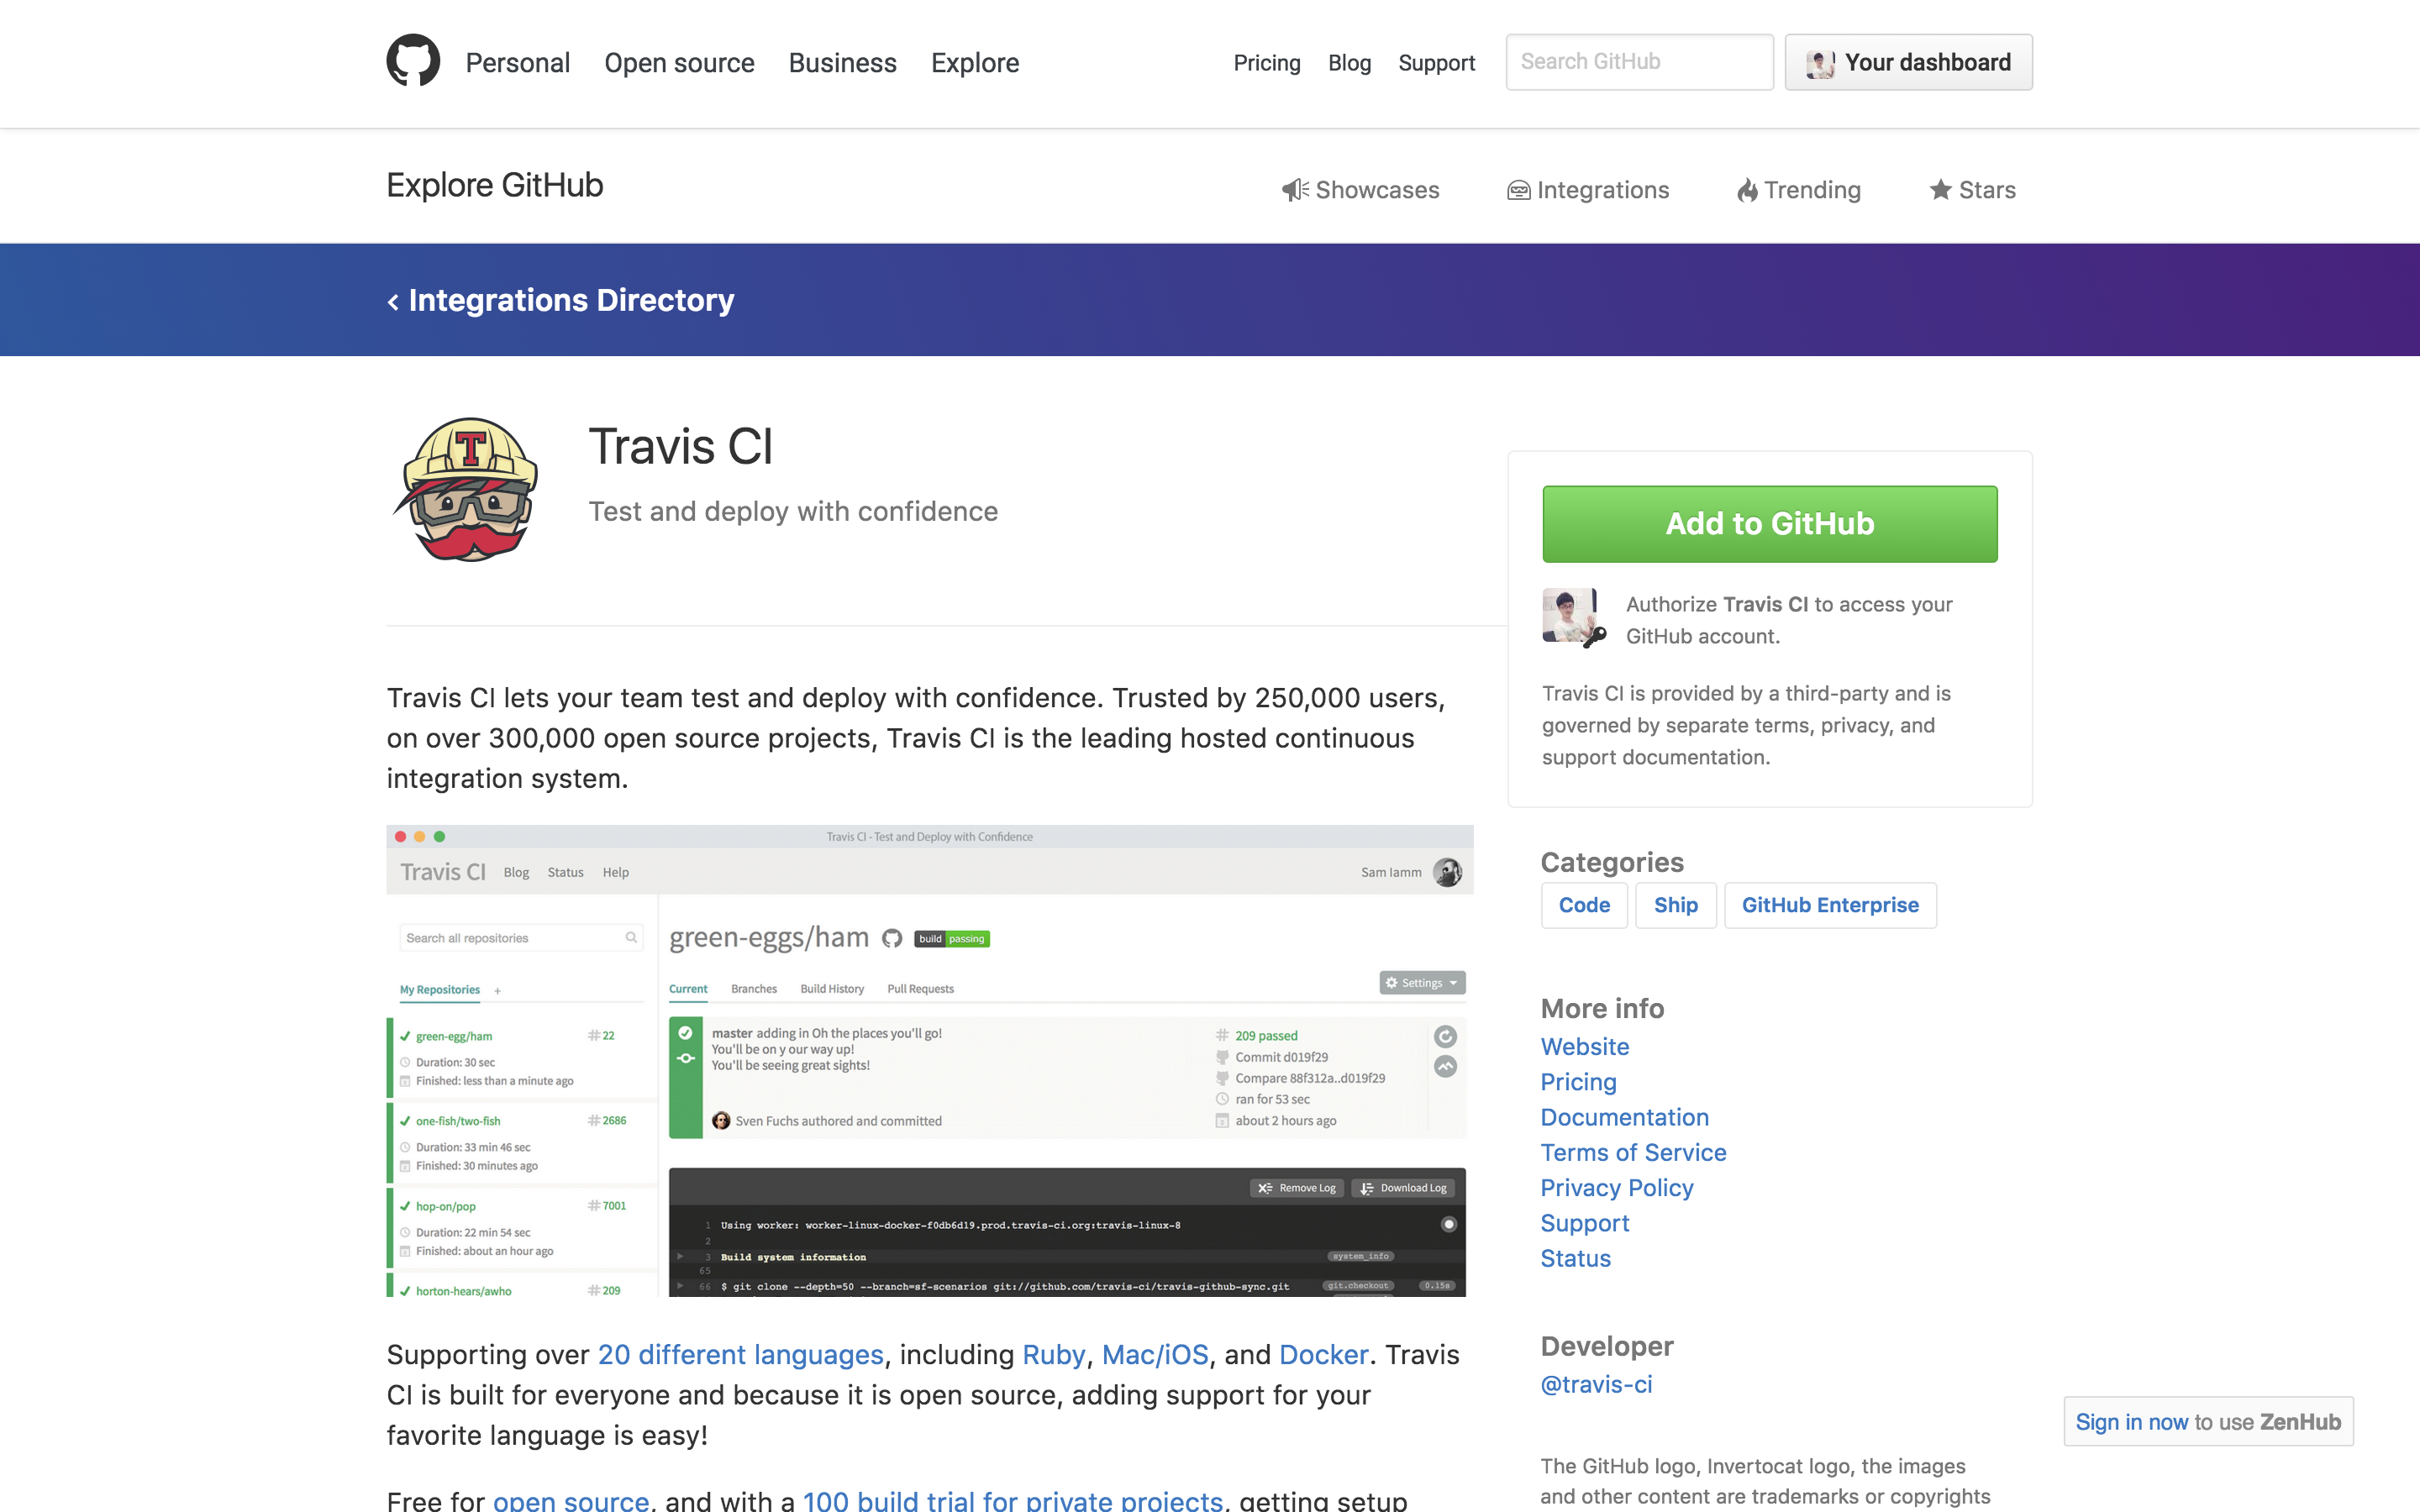 Personal Open source Business Explore Pricing Blog Support Search GitHub Your dashboard
Explore GitHub Showcases Integrations Trending Stars
‹ Integrations Directory
T
Travis CI
Test and deploy with confidence
Add to GitHub
Authorize Travis CI to access your
GitHub account.
Travis CI is provided by a third-party and is
governed by separate terms, privacy, and
support documentation.
Travis CI lets your team test and deploy with confidence. Trusted by 250,000 users,
on over 300,000 open source projects, Travis CI is the leading hosted continuous
integration system.
Travis CI - Test and Deploy with Confidence
Travis CI Blog Status Help Sam Iamm
Search all repositories
My Repositories +
green-egg/ham # 22
Duration: 30 sec
Finished: less than a minute ago
one-fish/two-fish # 2686
Duration: 33 min 46 sec
Finished: 30 minutes ago
hop-on/pop # 7001
Duration: 22 min 54 sec
Finished: about an hour ago
horton-hears/awho # 209
green-eggs/ham build passing
Current Branches Build History Pull Requests Settings
master adding in Oh the places you'll go!
You'll be on y our way up!
You'll be seeing great sights!
Sven Fuchs authored and committed
# 209 passed
Commit d019f29
Compare 88f312a..d019f29
ran for 53 sec
about 2 hours ago
Remove Log Download Log
1 Using worker: worker-linux-docker-f0db6d19.prod.travis-ci.org:travis-linux-8
2
3 Build system information system_info
65
66 $ git clone --depth=50 --branch=sf-scenarios git://github.com/travis-ci/travis-github-sync.git git.checkout 0.15s
Supporting over 20 different languages, including Ruby, Mac/iOS, and Docker. Travis
CI is built for everyone and because it is open source, adding support for your
favorite language is easy!
Free for open source, and with a 100 build trial for private projects, getting setup
Categories
Code Ship GitHub Enterprise
More info
Website
Pricing
Documentation
Terms of Service
Privacy Policy
Support
Status
Developer
@travis-ci
The GitHub logo, Invertocat logo, the images
and other content are trademarks or copyrights
Sign in now to use ZenHub